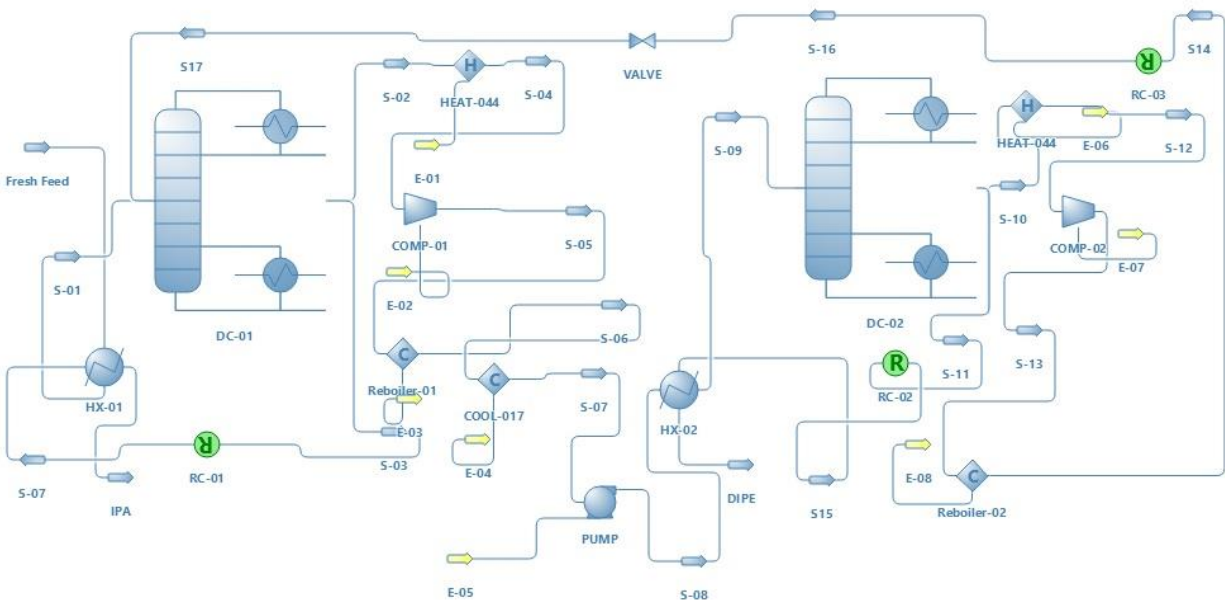 S17
S-02
HEAT-044
S-04
VALVE
S-16
RC-03
S14
Fresh Feed
S-01
DC-01
HX-01
S-07
IPA
RC-01
E-01
COMP-01
S-05
E-02
S-06
Reboiler-01
COOL-017
S-07
E-03
S-03
E-04
PUMP
E-05
S-08
S-09
HX-02
DIPE
S15
DC-02
HEAT-044
E-06
S-12
S-10
COMP-02
E-07
S-13
S-11
RC-02
E-08
Reboiler-02
H
H
C
C
C
R
R
R